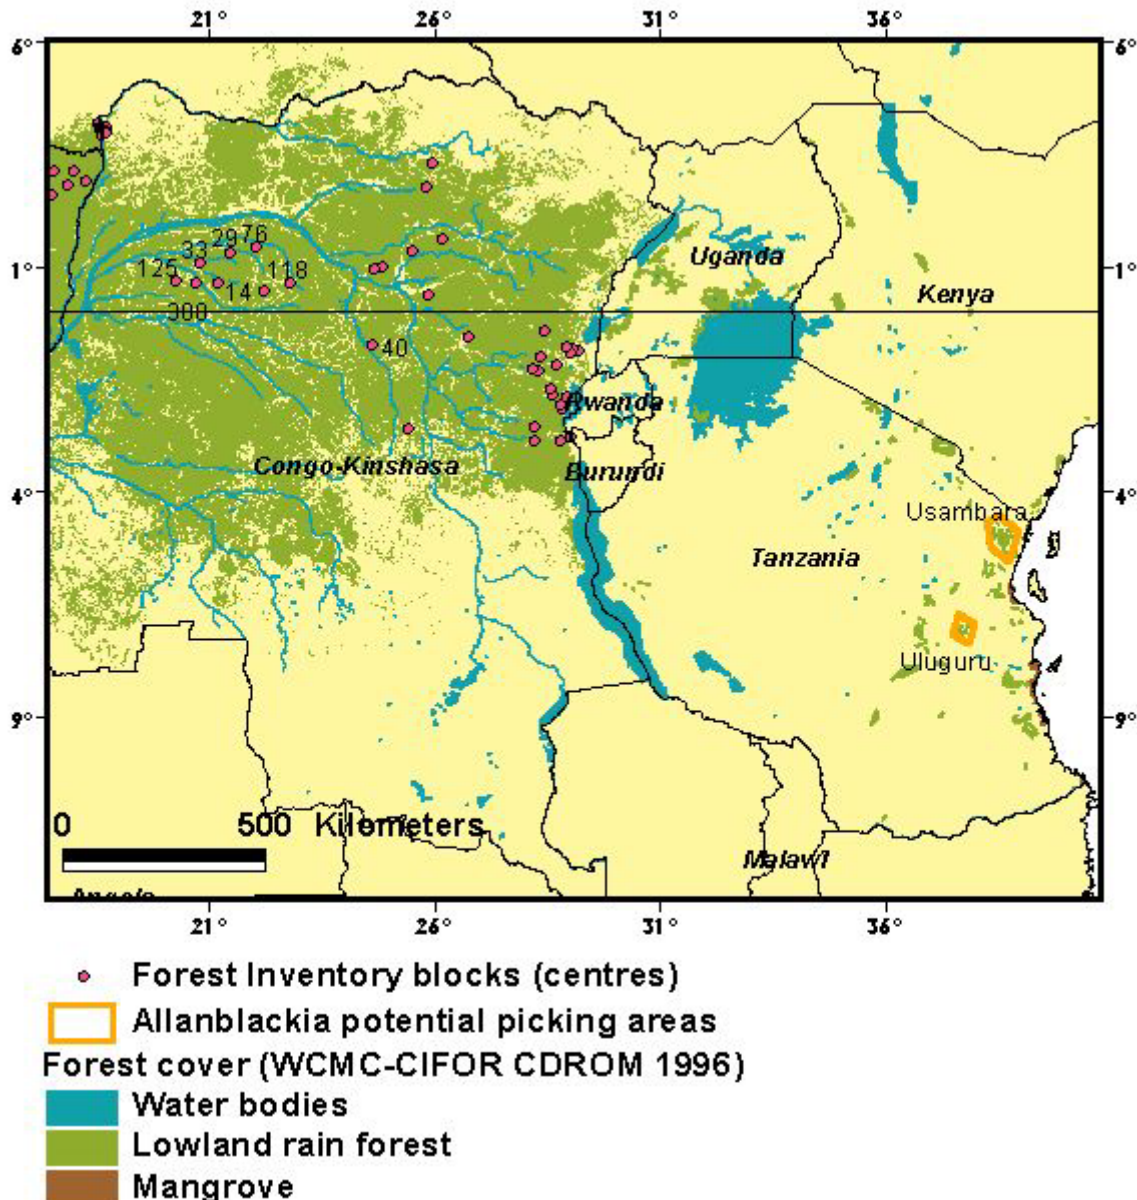 21° 26° 31° 36°
6° 6°
33 29 76
125 118
14
300
1° 1°
Uganda
Kenya
40
Rwanda
Congo-Kinshasa Burundi
4° 4°
Usambara
Tanzania
Uluguru
9° 9°
0 500 Kilometers
Malawi
Angola
21° 26° 31° 36°
Forest Inventory blocks (centres)
Allanblackia potential picking areas
Forest cover (WCMC-CIFOR CDROM 1996)
Water bodies
Lowland rain forest
Mangrove